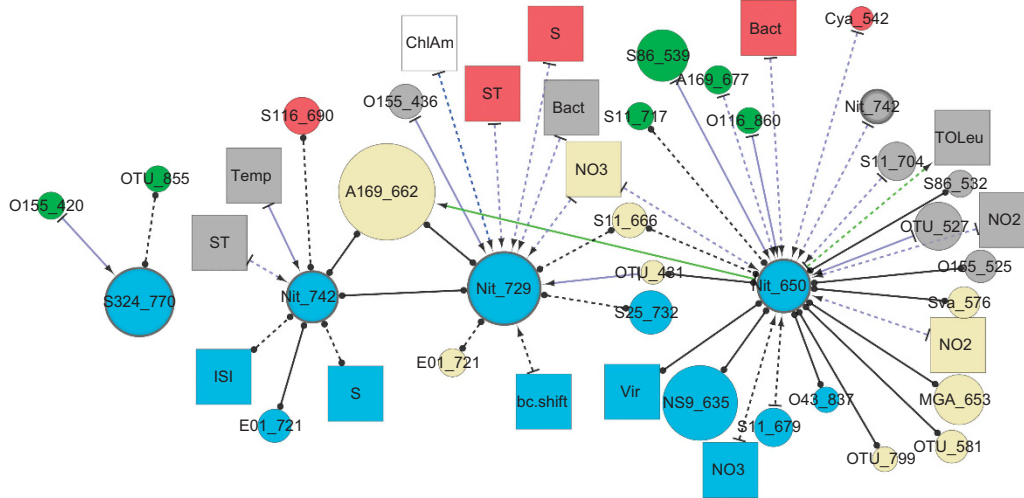 Cya_542
S
Bact
ChlAm
S86_539
A169_677
ST
O155_436
Bact
Nit_742
S116_690
S11_717
O116_860
TOLeu
S11_704
OTU_855
Temp
NO3
A169_662
S86_532
O155_420
S11_666
NO2
OTU_527
ST
O155_525
OTU_431
S324_770
Nit_742
Nit_729
Nit_650
Sva_576
S25_732
NO2
E01_721
ISI
S
bc.shift
Vir
NS9_635
O43_837
MGA_653
E01_721
S11_679
OTU_581
OTU_799
NO3